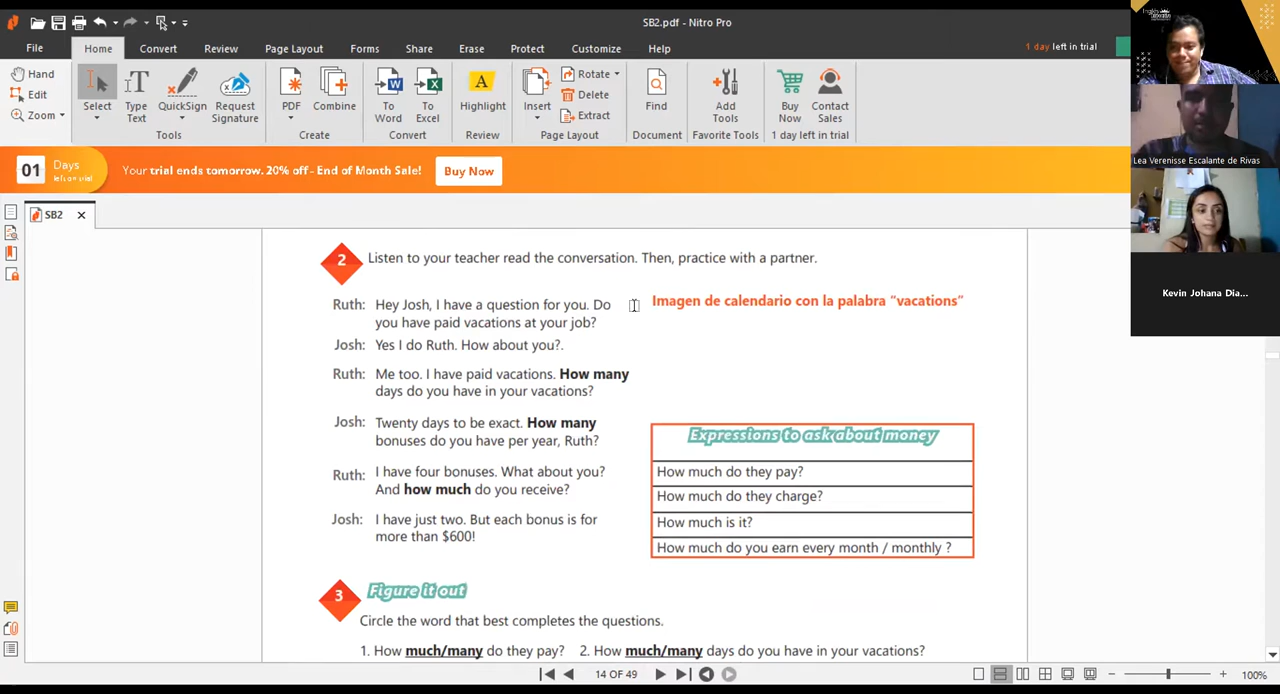 SB2.pdf - Nitro Pro
File Home Convert Review Page Layout Forms Share Erase Protect Customize Help
1 day left in trial
Hand
Edit
Zoom
Select
Type Text
QuickSign
Request Signature
Tools
PDF
Combine
Create
To Word
To Excel
Convert
Highlight
Review
Insert
Rotate
Delete
Extract
Page Layout
Find
Document
Add Tools
Favorite Tools
Buy Now
Contact Sales
1 day left in trial
01 Days
left on trial
Your trial ends tomorrow. 20% off - End of Month Sale!
Buy Now
SB2
2 Listen to your teacher read the conversation. Then, practice with a partner.
Ruth: Hey Josh, I have a question for you. Do
you have paid vacations at your job?
Josh: Yes I do Ruth. How about you?.
Ruth: Me too. I have paid vacations. How many
days do you have in your vacations?
Josh: Twenty days to be exact. How many
bonuses do you have per year, Ruth?
Ruth: I have four bonuses. What about you?
And how much do you receive?
Josh: I have just two. But each bonus is for
more than $600!
Imagen de calendario con la palabra “vacations”
Expressions to ask about money
How much do they pay?
How much do they charge?
How much is it?
How much do you earn every month / monthly ?
3 Figure it out
Circle the word that best completes the questions.
1. How much/many do they pay? 2. How much/many days do you have in your vacations?
14 OF 49
100%
Lea Verenisse Escalante de Rivas
Kevin Johana Dia...